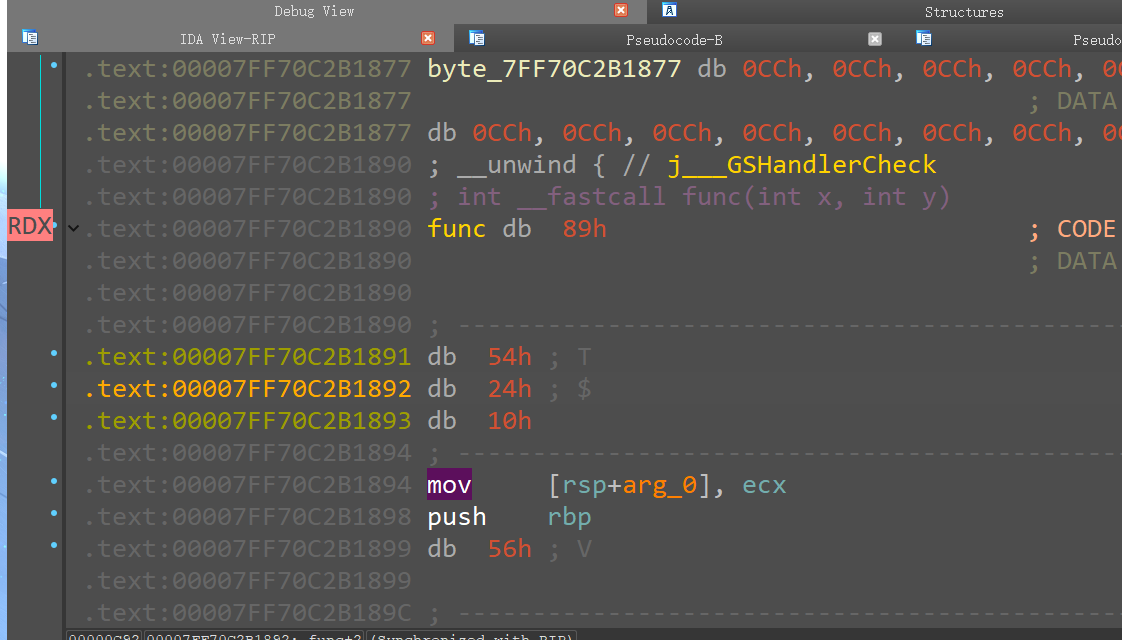 Debug View
Structures
IDA View-RIP
Pseudocode-B
Pseudo
.text:00007FF70C2B1877 byte_7FF70C2B1877 db 0CCh, 0CCh, 0CCh, 0CCh, 0
.text:00007FF70C2B1877 ; DATA
.text:00007FF70C2B1877 db 0CCh, 0CCh, 0CCh, 0CCh, 0CCh, 0CCh, 0CCh, 0
.text:00007FF70C2B1890 ; __unwind { // j___GSHandlerCheck
.text:00007FF70C2B1890 ; int __fastcall func(int x, int y)
RDX .text:00007FF70C2B1890 func db 89h ; CODE
.text:00007FF70C2B1890 ; DATA
.text:00007FF70C2B1890
.text:00007FF70C2B1890 ; --------------------------------------------
.text:00007FF70C2B1891 db 54h ; T
.text:00007FF70C2B1892 db 24h ; $
.text:00007FF70C2B1893 db 10h
.text:00007FF70C2B1894 ; --------------------------------------------
.text:00007FF70C2B1894 mov [rsp+arg_0], ecx
.text:00007FF70C2B1898 push rbp
.text:00007FF70C2B1899 db 56h ; V
.text:00007FF70C2B1899
.text:00007FF70C2B189C ; --------------------------------------------
00000C92 00007FF70C2B1892: func+2 (Synchronized with RIP)